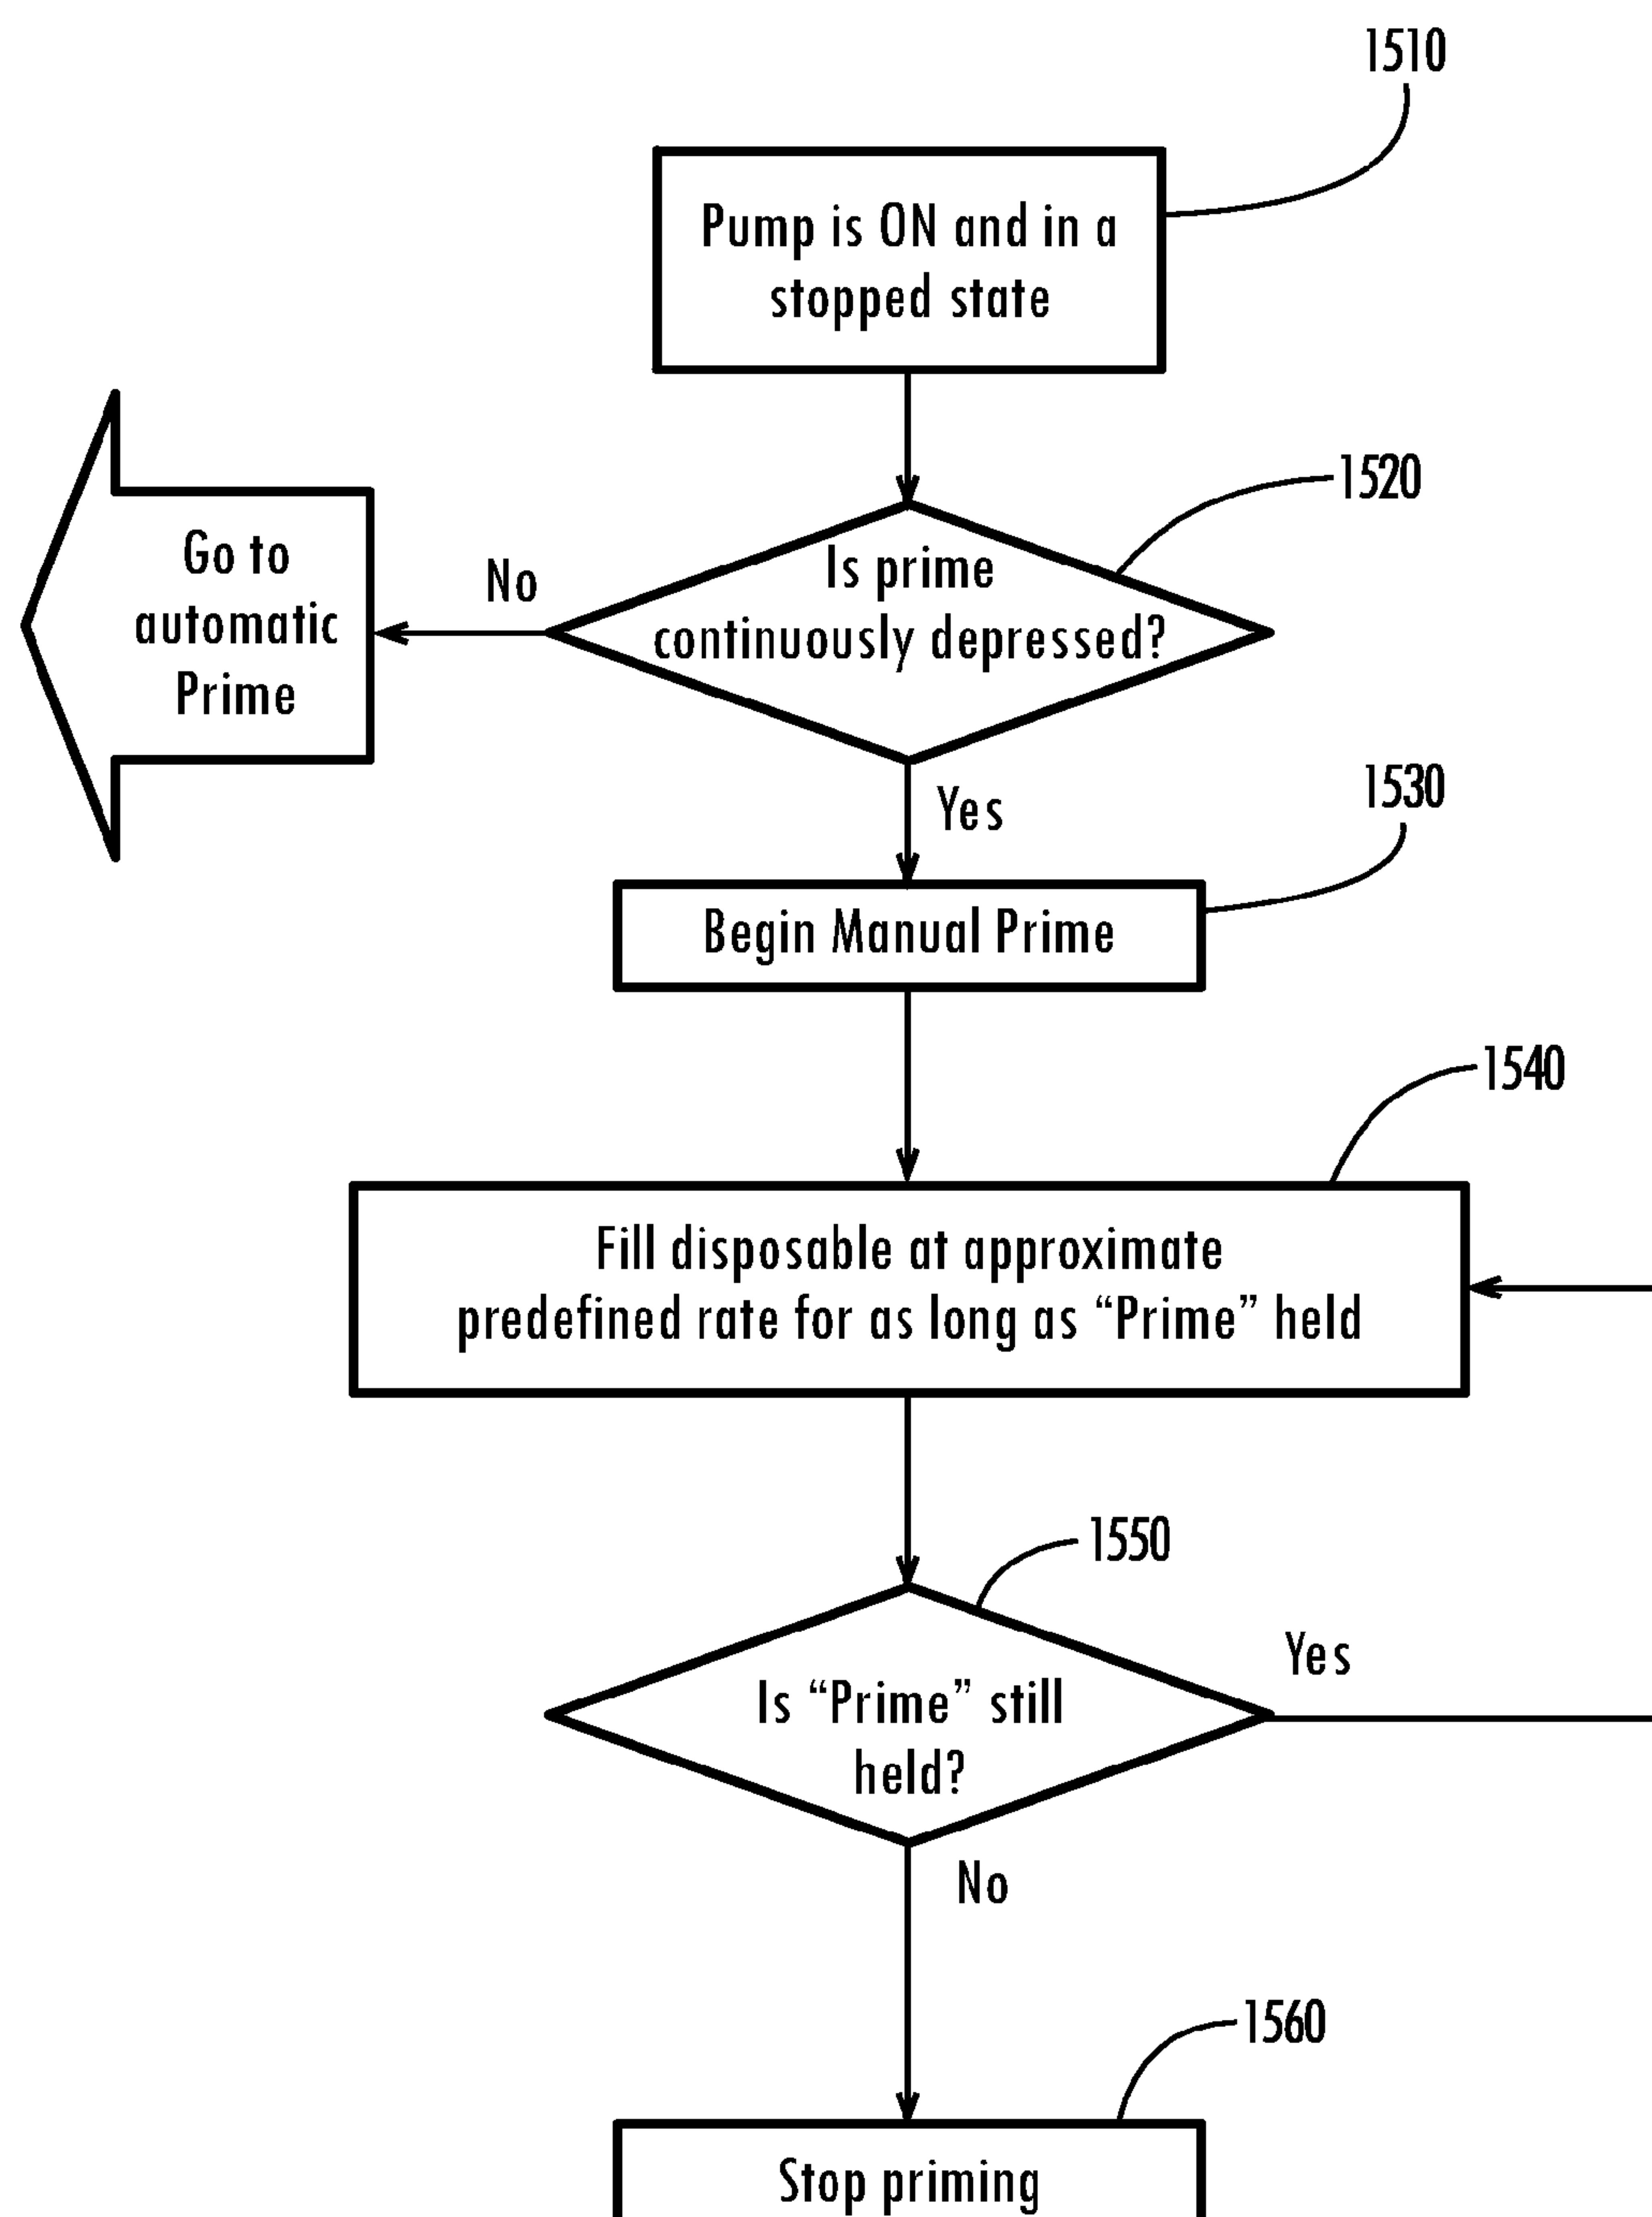 1510
Pump is ON and in a
stopped state
1520
Is prime
continuously depressed?
No
Go to
automatic
Prime
Yes
1530
Begin Manual Prime
1540
Fill disposable at approximate
predefined rate for as long as “Prime” held
1550
Is “Prime” still
held?
Yes
No
1560
Stop priming